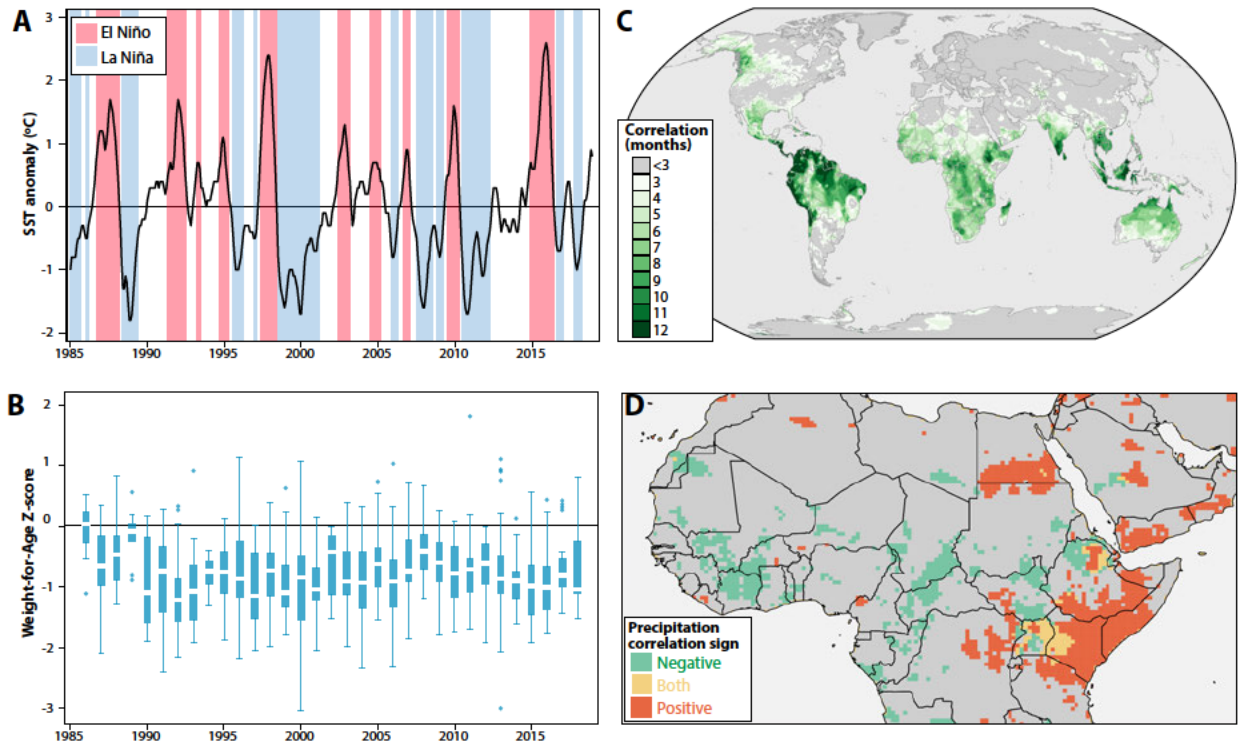 A
3
El Niño
La Niña
2
1
0
-1
-2
SST anomaly (ºC)
1985
1990
1995
2000
2005
2010
2015
C
Correlation
(months)
<3
3
4
5
6
7
8
9
10
11
12
B
2
1
0
-1
-2
-3
Weight-for-Age Z-score
1985
1990
1995
2000
2005
2010
2015
D
Precipitation
correlation sign
Negative
Both
Positive